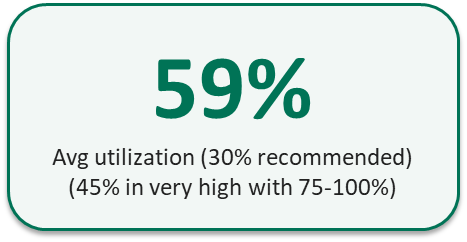 59%
Avg utilization (30% recommended)
(45% in very high with 75-100%)